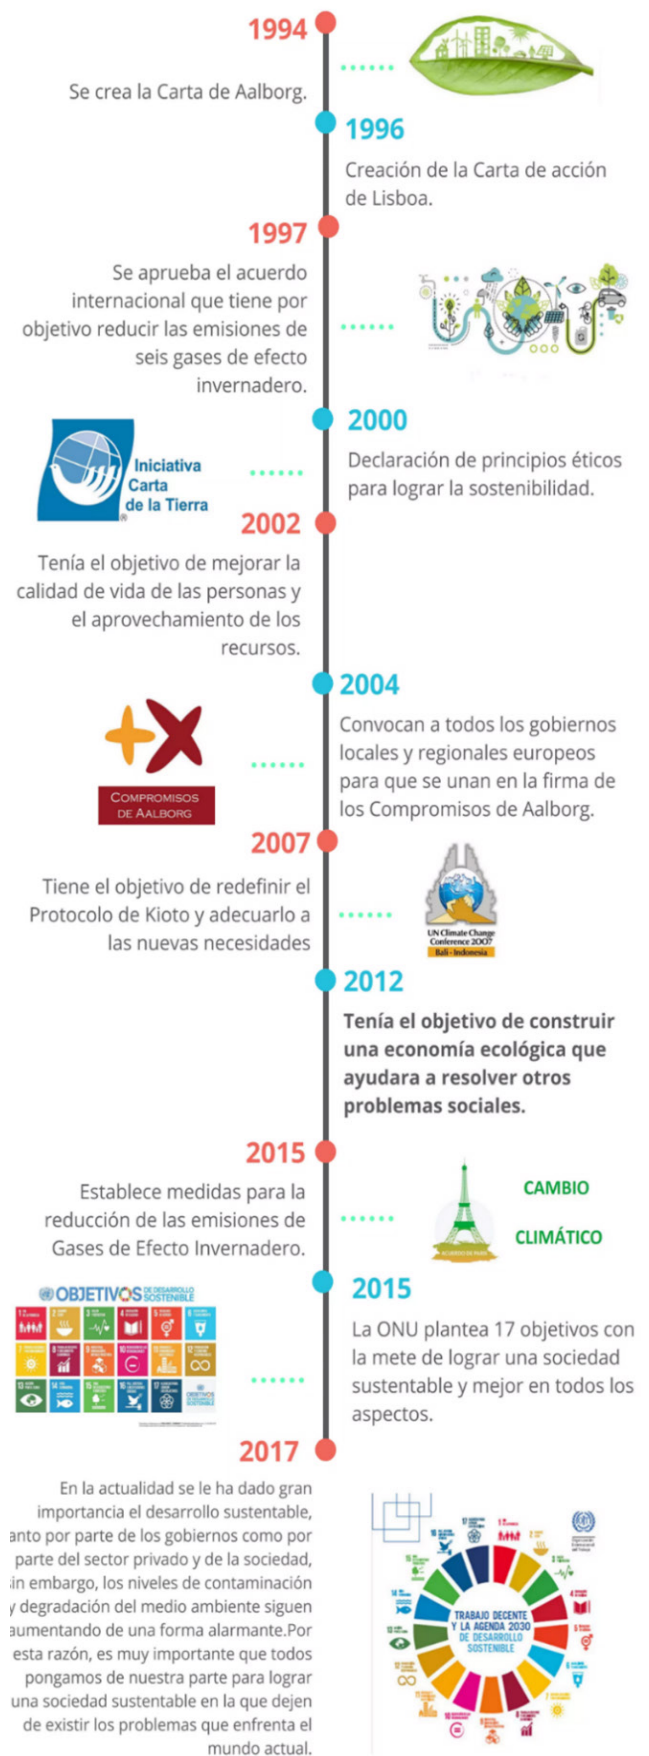 1994
Se crea la Carta de Aalborg.
1996
Creación de la Carta de acción
de Lisboa.
1997
Se aprueba el acuerdo
internacional que tiene por
objetivo reducir las emisiones de
seis gases de efecto
invernadero.
2000
Declaración de principios éticos
para lograr la sostenibilidad.
Iniciativa
Carta
de la Tierra
®
2002
Tenía el objetivo de mejorar la
calidad de vida de las personas y
el aprovechamiento de los
recursos.
2004
Convocan a todos los gobiernos
locales y regionales europeos
para que se unan en la firma de
los Compromisos de Aalborg.
COMPROMISOS
DE AALBORG
2007
Tiene el objetivo de redefinir el
Protocolo de Kioto y adecuarlo a
las nuevas necesidades
UN Climate Change
Conference 2007
Bali - Indonesia
2012
Tenía el objetivo de construir
una economía ecológica que
ayudara a resolver otros
problemas sociales.
2015
Establece medidas para la
reducción de las emisiones de
Gases de Efecto Invernadero.
ACUERDO DE PARIS
CAMBIO
CLIMÁTICO
2015
La ONU plantea 17 objetivos con
la mete de lograr una sociedad
sustentable y mejor en todos los
aspectos.
OBJETIVOS DE DESARROLLO
SOSTENIBLE
2017
En la actualidad se le ha dado gran
importancia el desarrollo sustentable,
anto por parte de los gobiernos como por
parte del sector privado y de la sociedad,
in embargo, los niveles de contaminación
y degradación del medio ambiente siguen
aumentando de una forma alarmante.Por
esta razón, es muy importante que todos
pongamos de nuestra parte para lograr
una sociedad sustentable en la que dejen
de existir los problemas que enfrenta el
mundo actual.
TRABAJO DECENTE
Y LA AGENDA 2030
DE DESARROLLO
SOSTENIBLE